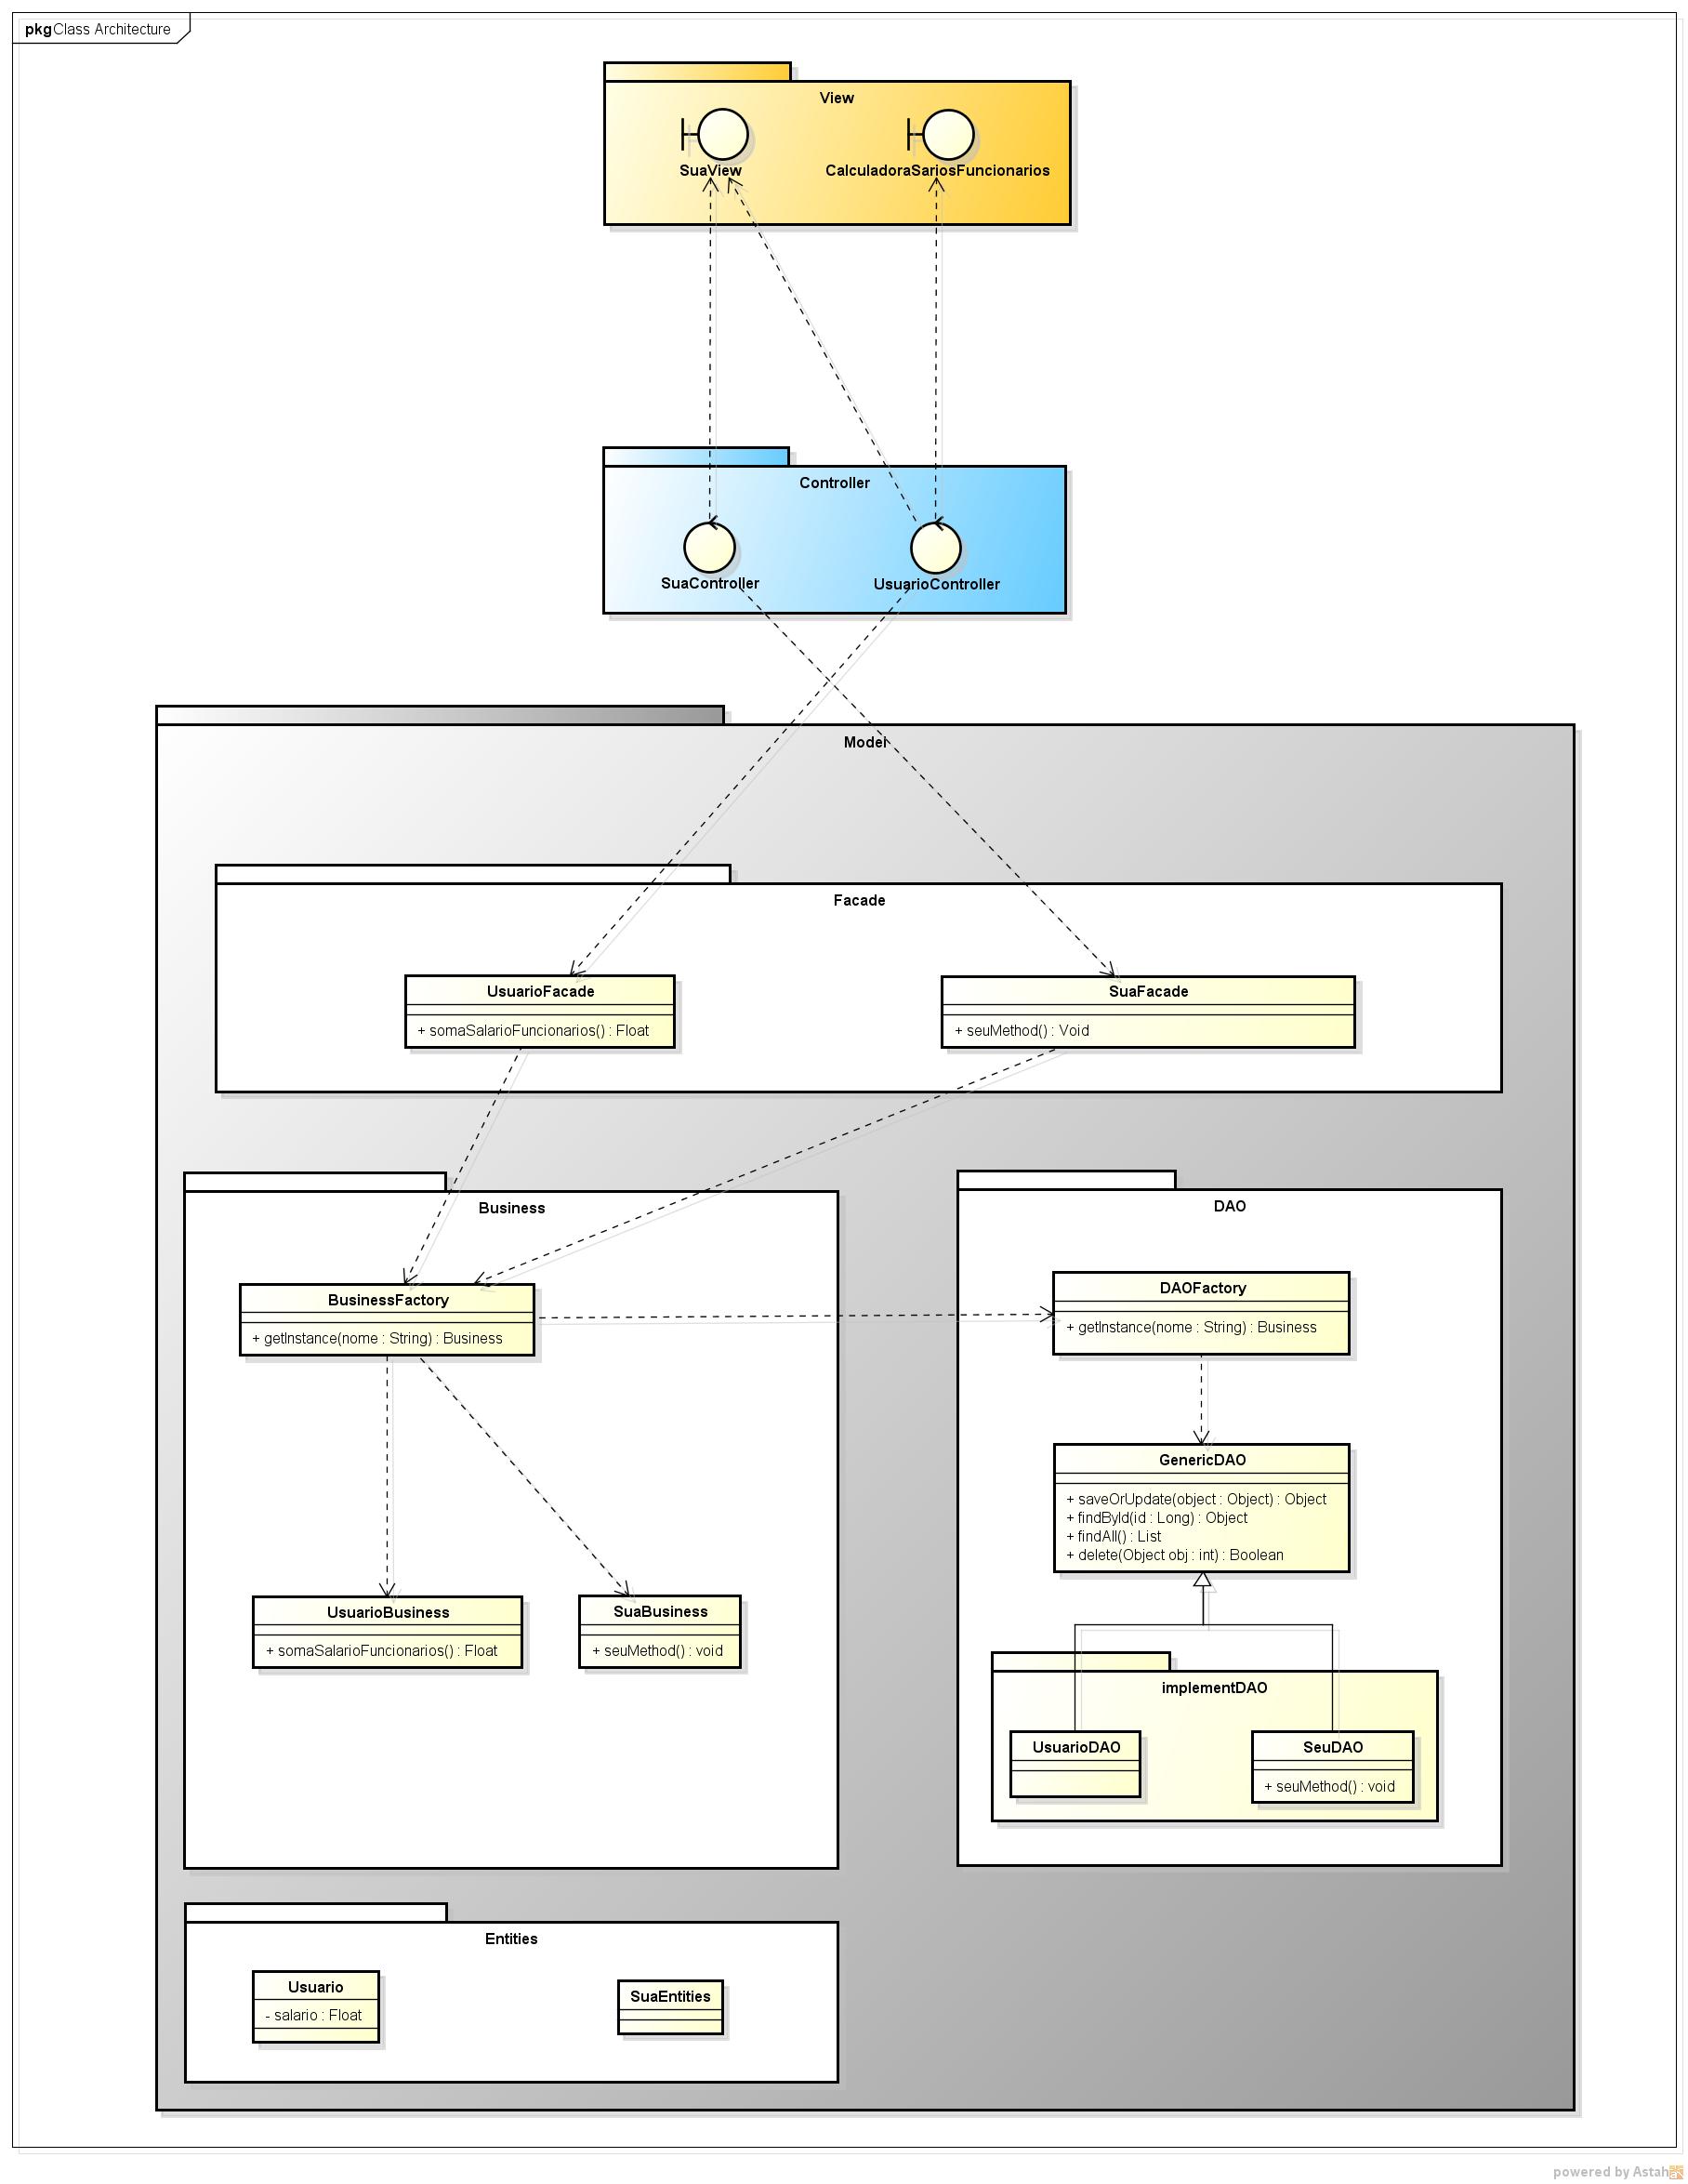 pkg Class Architecture
View
SuaView
CalculadoraSariosFuncionarios
Controller
SuaController
UsuarioController
Model
Facade
UsuarioFacade
+ somaSalarioFuncionarios() : Float
SuaFacade
+ seuMethod() : Void
Business
BusinessFactory
+ getInstance(nome : String) : Business
UsuarioBusiness
+ somaSalarioFuncionarios() : Float
SuaBusiness
+ seuMethod() : void
DAO
DAOFactory
+ getInstance(nome : String) : Business
GenericDAO
+ saveOrUpdate(object : Object) : Object
+ findById(id : Long) : Object
+ findAll() : List
+ delete(Object obj : int) : Boolean
implementDAO
UsuarioDAO
SeuDAO
+ seuMethod() : void
Entities
Usuario
- salario : Float
SuaEntities
powered by Astah